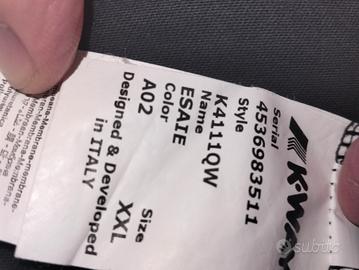 K-WAY
Serial
4536983511
Style
K4111QW
Name
ESAIE
Color
A02
Size
XXL
Designed & Developed
in ITALY
subito